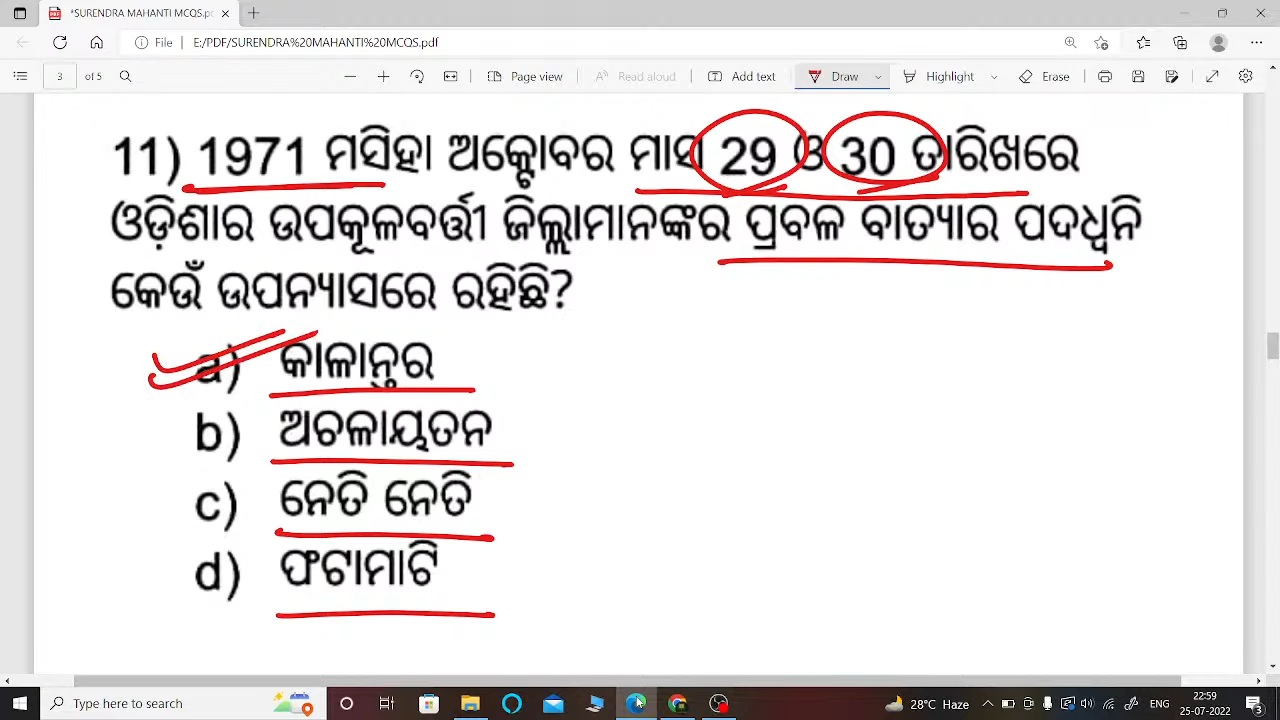 *SURENDRA MAHANTI MCQS.pdf
File E:/PDF/SURENDRA%20MAHANTI%20MCOS.pdf
3 of 5 Page view Read aloud Add text Draw Highlight Erase
11) 1971 ମସିହା ଅକ୍ଟୋବର ମାସ 29 ଓ 30 ତାରିଖରେ
ଓଡ଼ିଶାର ଉପକୂଳବର୍ତ୍ତୀ ଜିଲ୍ଲାମାନଙ୍କର ପ୍ରବଳ ବାତ୍ୟାର ପଦଧ୍ୱନି
କେଉଁ ଉପନ୍ୟାସରେ ରହିଛି?
a) କାଳାନ୍ତର
b) ଅଚଳାୟତନ
c) ନେତି ନେତି
d) ଫଟାମାଟି
Type here to search 28°C Haze ENG 22:59
25-07-2022